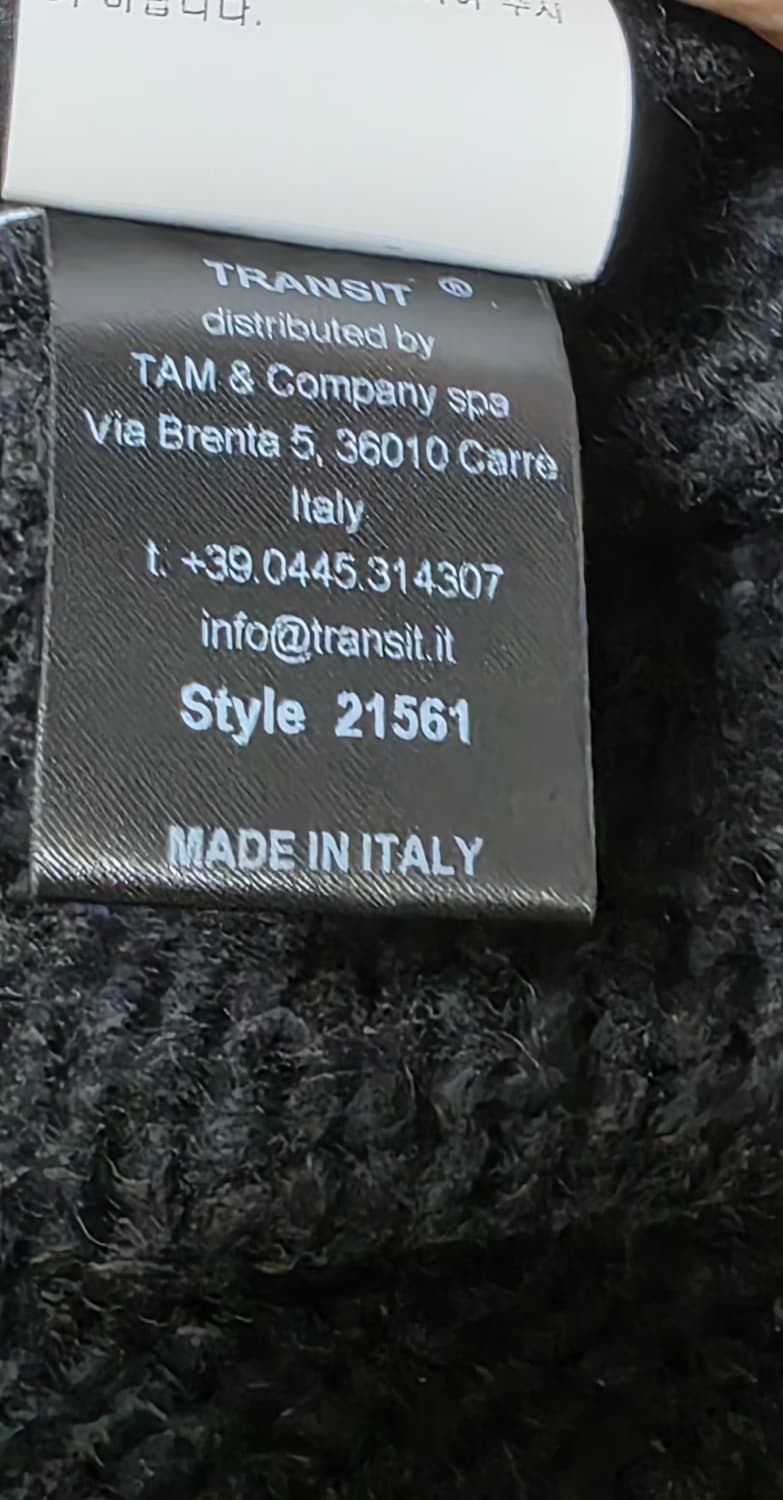 TRANSIT ®
distributed by
TAM & Company spa
Via Brenta 5, 36010 Carrè
Italy
t. +39.0445.314307
info@transit.it
Style 21561
MADE IN ITALY